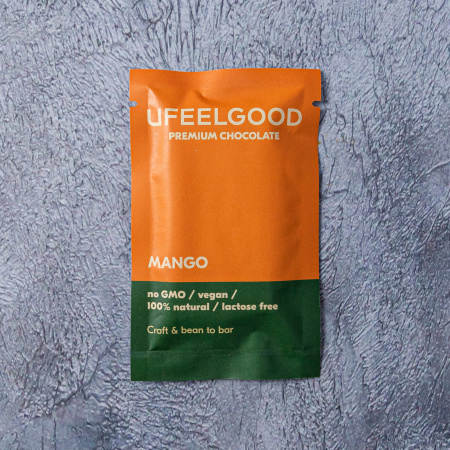 UFEELGOOD
PREMIUM CHOCOLATE
MANGO
no GMO / vegan /
100% natural / lactose free
Craft & bean to bar